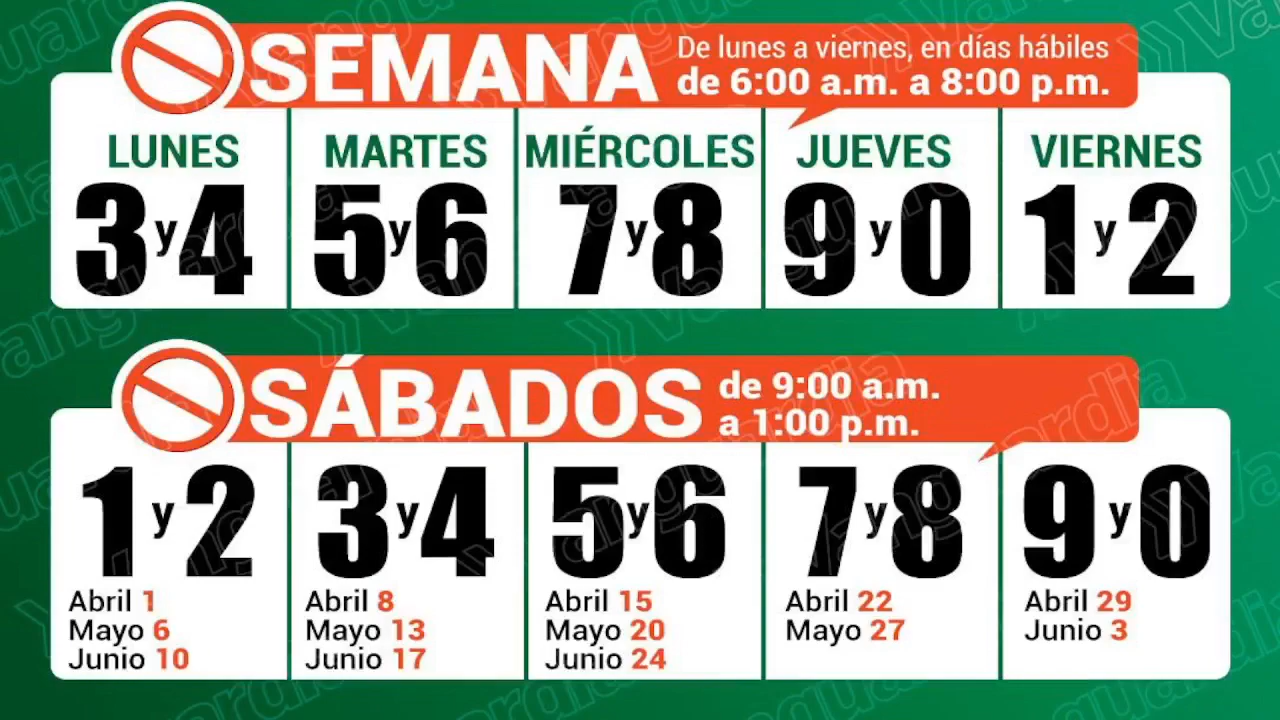 SEMANA
De lunes a viernes, en días hábiles
de 6:00 a.m. a 8:00 p.m.
LUNES
3 y 4
MARTES
5 y 6
MIÉRCOLES
7 y 8
JUEVES
9 y 0
VIERNES
1 y 2
SÁBADOS
de 9:00 a.m.
a 1:00 p.m.
1 y 2
Abril 1
Mayo 6
Junio 10
3 y 4
Abril 8
Mayo 13
Junio 17
5 y 6
Abril 15
Mayo 20
Junio 24
7 y 8
Abril 22
Mayo 27
9 y 0
Abril 29
Junio 3
Vanguardia